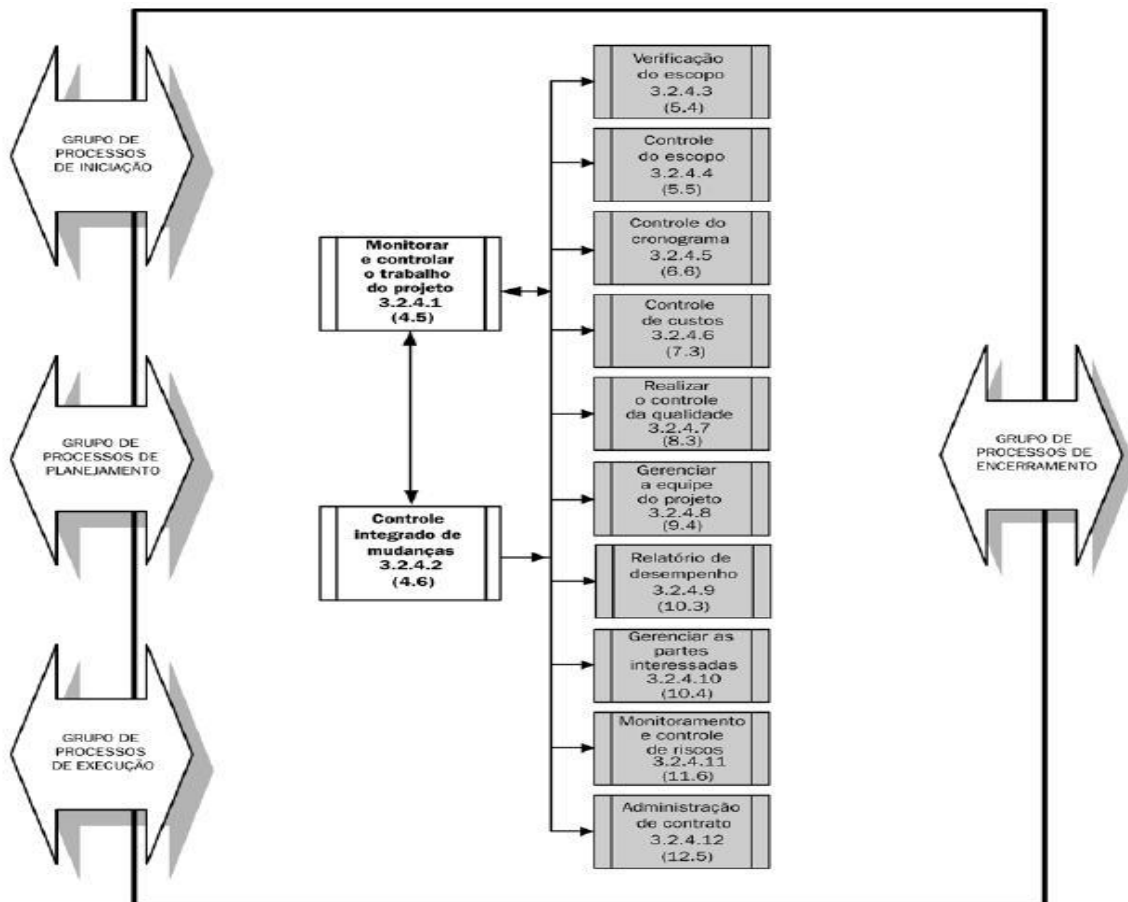 GRUPO DE
PROCESSOS
DE INICIAÇÃO
GRUPO DE
PROCESSOS DE
PLANEJAMENTO
GRUPO DE
PROCESSOS
DE EXECUÇÃO
Monitorar
e controlar
o trabalho
do projeto
3.2.4.1
(4.5)
Controle
integrado de
mudanças
3.2.4.2
(4.6)
Verificação
do escopo
3.2.4.3
(5.4)
Controle
do escopo
3.2.4.4
(5.5)
Controle do
cronograma
3.2.4.5
(6.6)
Controle
de custos
3.2.4.6
(7.3)
Realizar
o controle
da qualidade
3.2.4.7
(8.3)
Gerenciar
a equipe
do projeto
3.2.4.8
(9.4)
Relatório de
desempenho
3.2.4.9
(10.3)
Gerenciar as
partes
interessadas
3.2.4.10
(10.4)
Monitoramento
e controle
de riscos
3.2.4.11
(11.6)
Administração
de contrato
3.2.4.12
(12.5)
GRUPO DE
PROCESSOS DE
ENCERRAMENTO